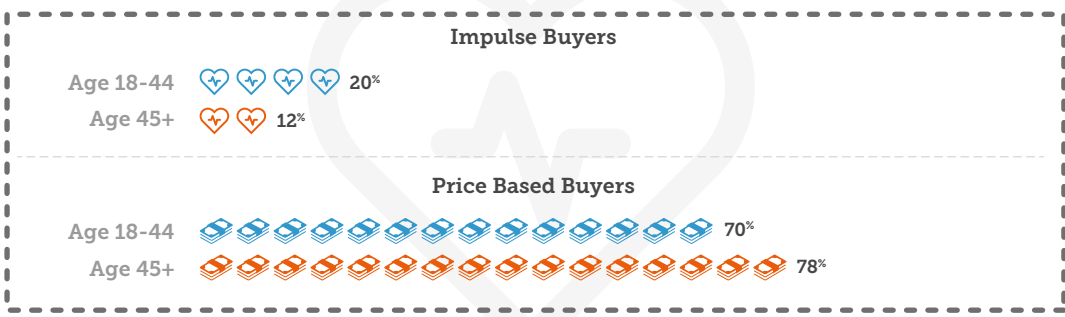 Impulse Buyers
Age 18-44 20%
Age 45+ 12%
Price Based Buyers
Age 18-44 70%
Age 45+ 78%